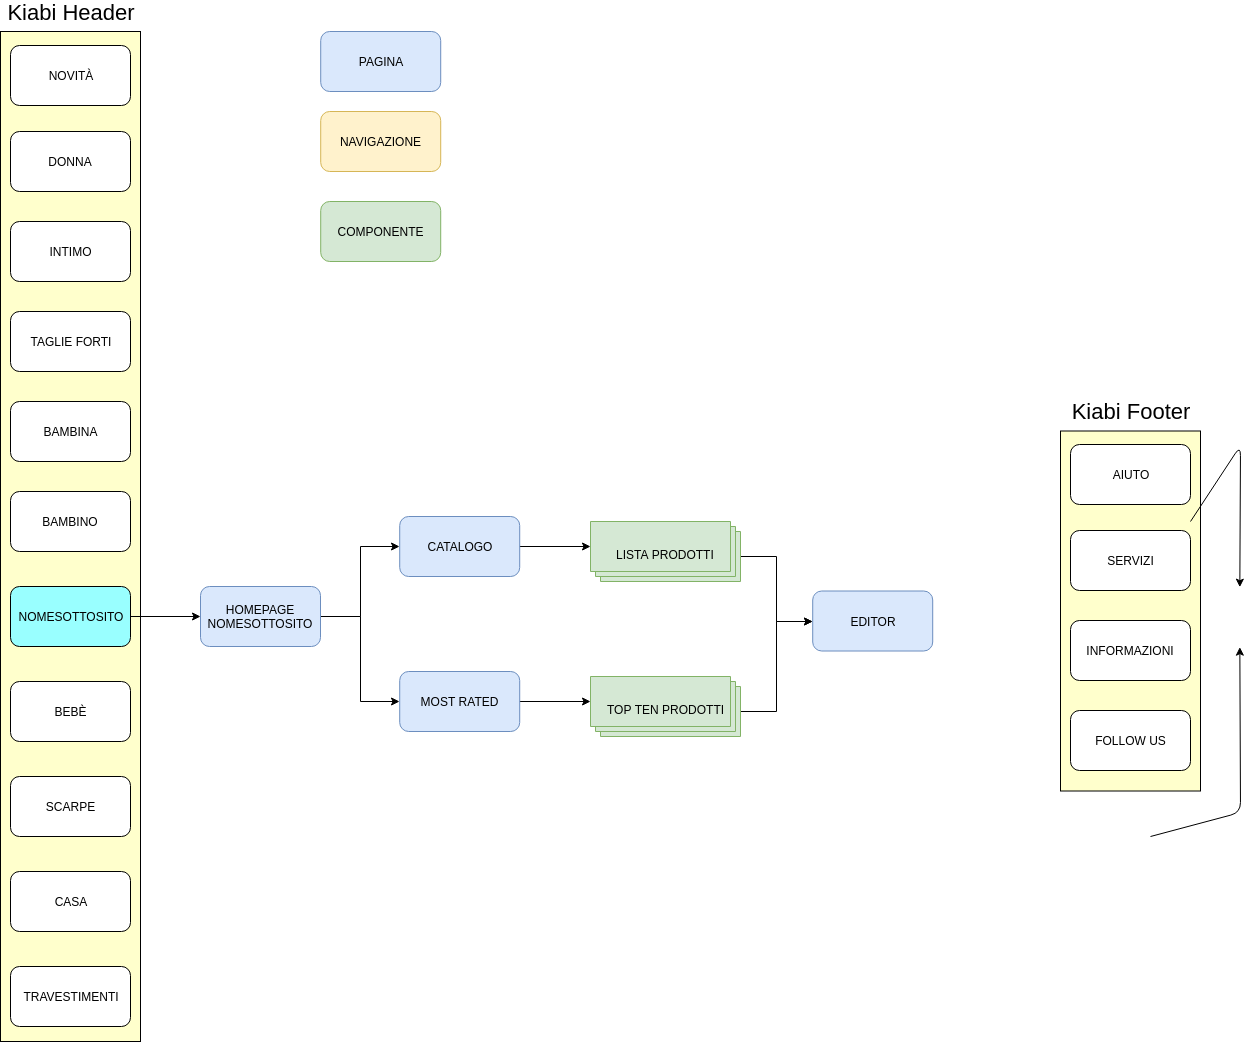 Kiabi Header
NOVITÀ
DONNA
INTIMO
TAGLIE FORTI
BAMBINA
BAMBINO
NOMESOTTOSITO
BEBÈ
SCARPE
CASA
TRAVESTIMENTI
PAGINA
NAVIGAZIONE
COMPONENTE
HOMEPAGE
NOMESOTTOSITO
CATALOGO
LISTA PRODOTTI
MOST RATED
TOP TEN PRODOTTI
EDITOR
Kiabi Footer
AIUTO
SERVIZI
INFORMAZIONI
FOLLOW US